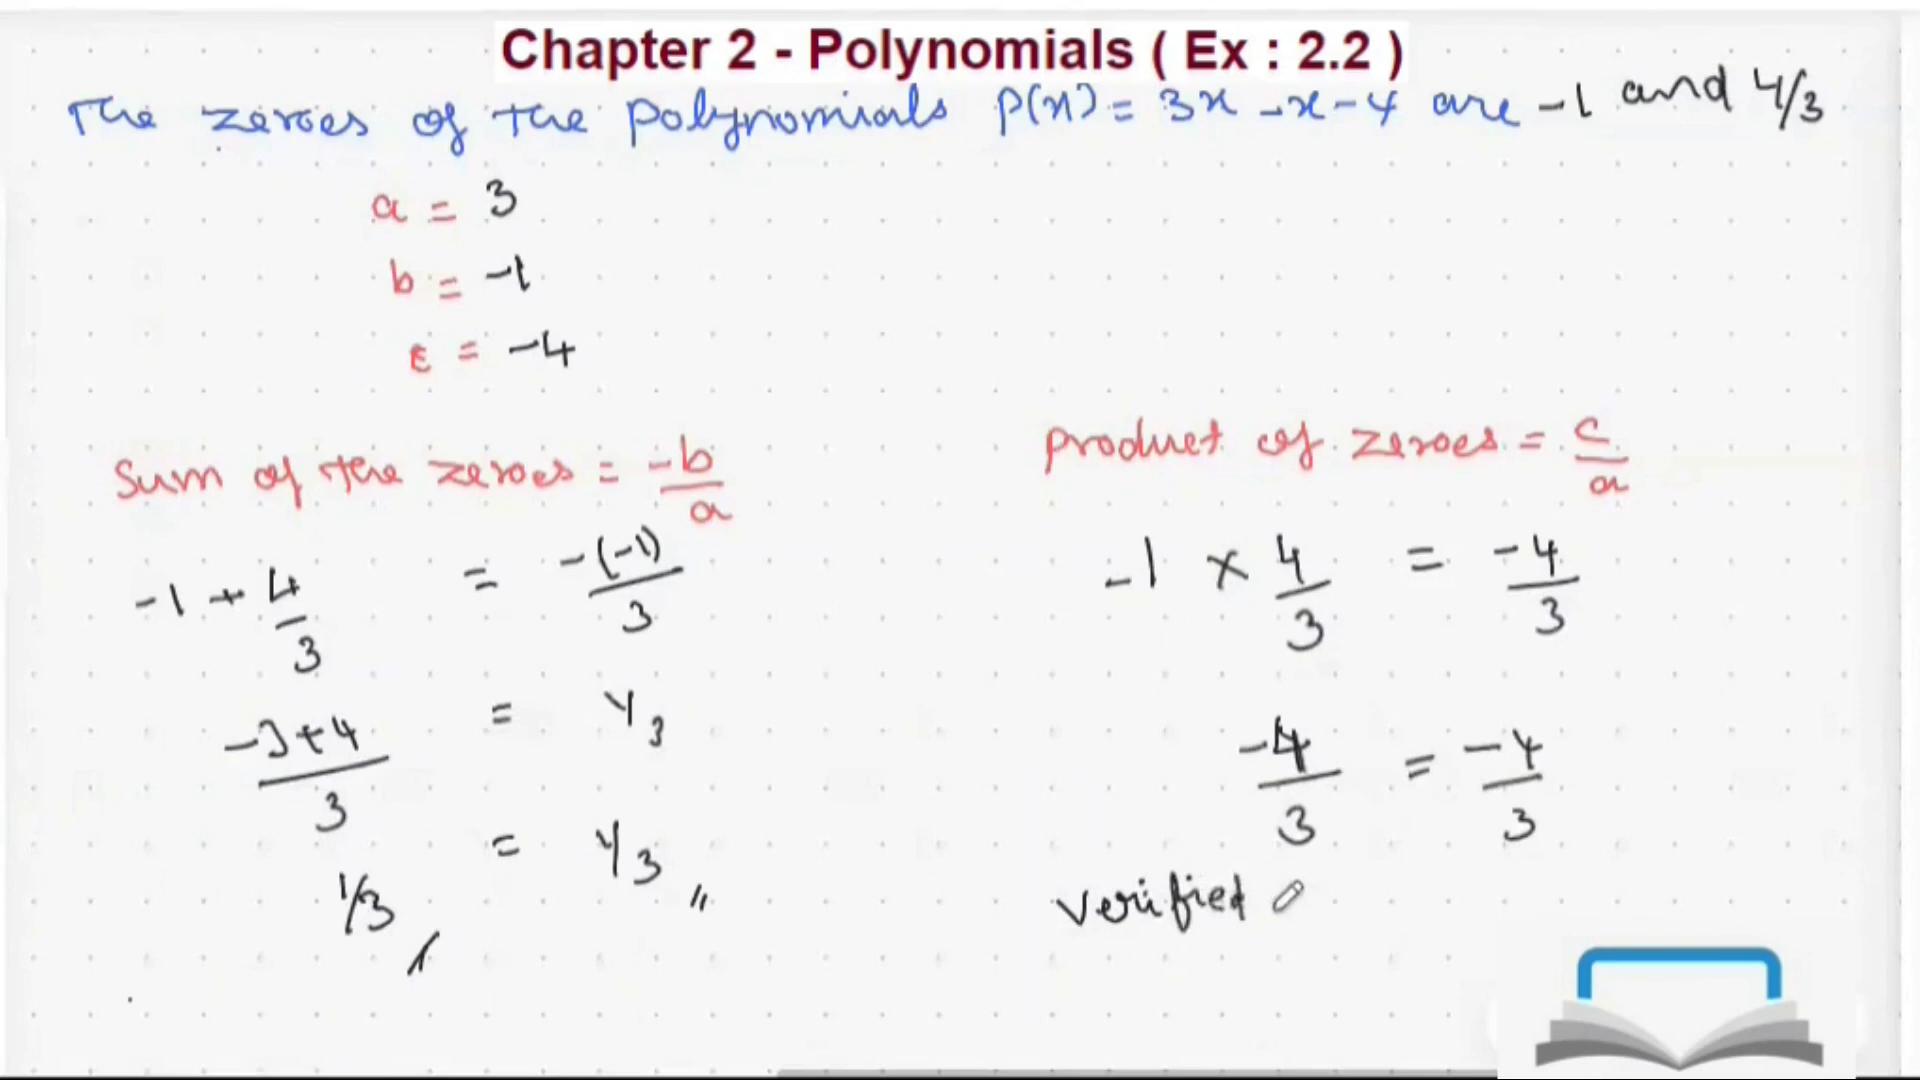 Chapter 2 - Polynomials ( Ex : 2.2 )
The zeroes of the polynomials P(x) = 3x - x - 4 are -1 and 4/3
a = 3
b = -1
c = -4
Sum of the zeroes = -b/a
-1 + 4/3 = -(-1)/3
-3+4/3 = 1/3
1/3 = 1/3 "
product of zeroes = c/a
-1 × 4/3 = -4/3
-4/3 = -4/3
verified